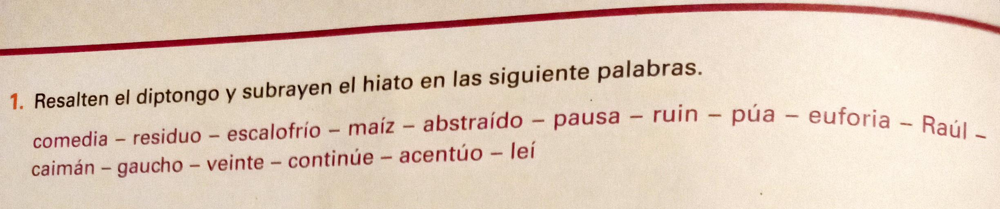 1. Resalten el diptongo y subrayen el hiato en las siguiente palabras.
comedia – residuo – escalofrío – maíz – abstraído – pausa – ruin – púa – euforia – Raúl –
caimán – gaucho – veinte – continúe – acentúo – leí